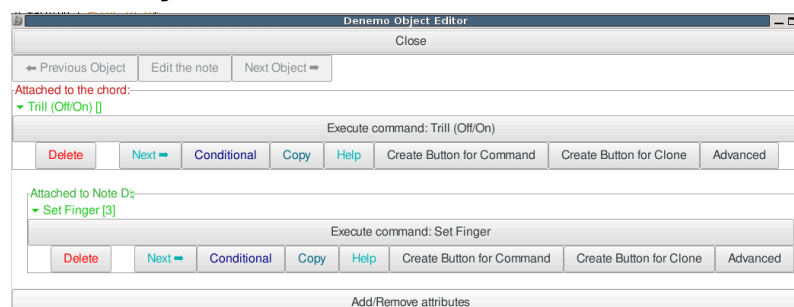 Denemo Object Editor
Close
⬅ Previous Object Edit the note Next Object ➡
Attached to the chord:
Trill (Off/On) []
Execute command: Trill (Off/On)
Delete Next ➡ Conditional Copy Help Create Button for Command Create Button for Clone Advanced
Attached to Note D♮
Set Finger [3]
Execute command: Set Finger
Delete Next ➡ Conditional Copy Help Create Button for Command Create Button for Clone Advanced
Add/Remove attributes